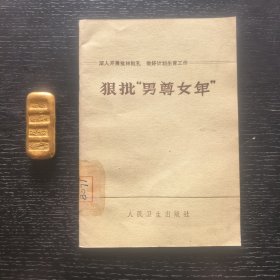 深入开展批林批孔 做好计划生育工作
狠批“男尊女卑”
人民卫生出版社